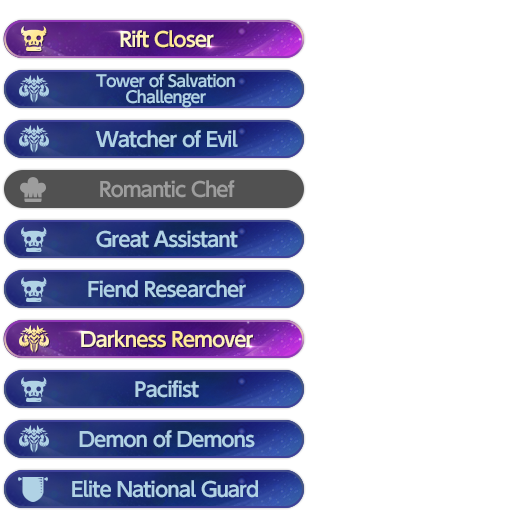 Rift Closer
Tower of Salvation
Challenger
Watcher of Evil
Romantic Chef
Great Assistant
Fiend Researcher
Darkness Remover
Pacifist
Demon of Demons
Elite National Guard